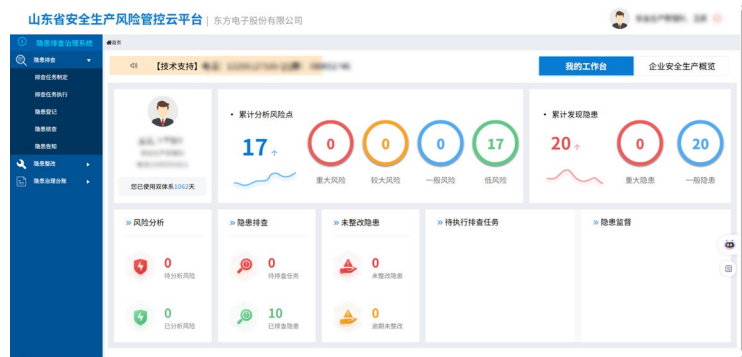 山东省安全生产风险管控云平台 | 东方电子股份有限公司
隐患排查治理系统
首页
隐患排查
排查任务制定
排查任务执行
隐患登记
隐患核查
隐患告知
隐患整改
隐患治理台账
【技术支持】
我的工作台
企业安全生产概览
您已使用双体系1062天
· 累计分析风险点
17
0
0
0
17
重大风险
较大风险
一般风险
低风险
· 累计发现隐患
20
0
20
重大隐患
一般隐患
» 风险分析
0
待分析风险
0
已分析风险
» 隐患排查
0
待排查任务
10
已排查隐患
» 未整改隐患
0
未整改隐患
0
逾期未整改
» 待执行排查任务
» 隐患监督